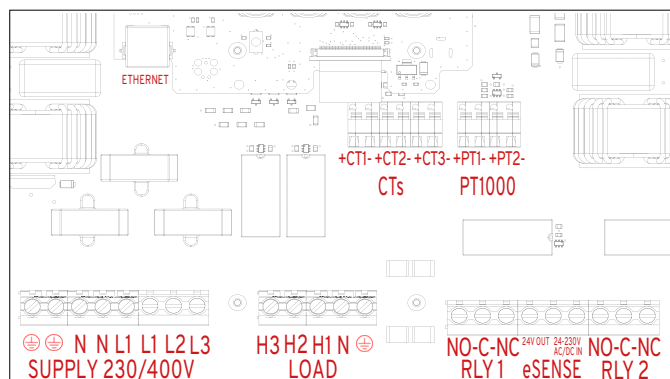 ETHERNET
+CT1- +CT2- +CT3- +PT1- +PT2-
CTs PT1000
⏚ ⏚ N N L1 L1 L2 L3
SUPPLY 230/400V
H3 H2 H1 N ⏚
LOAD
NO-C-NC 24V OUT 24-230V AC/DC IN NO-C-NC
RLY 1 eSENSE RLY 2